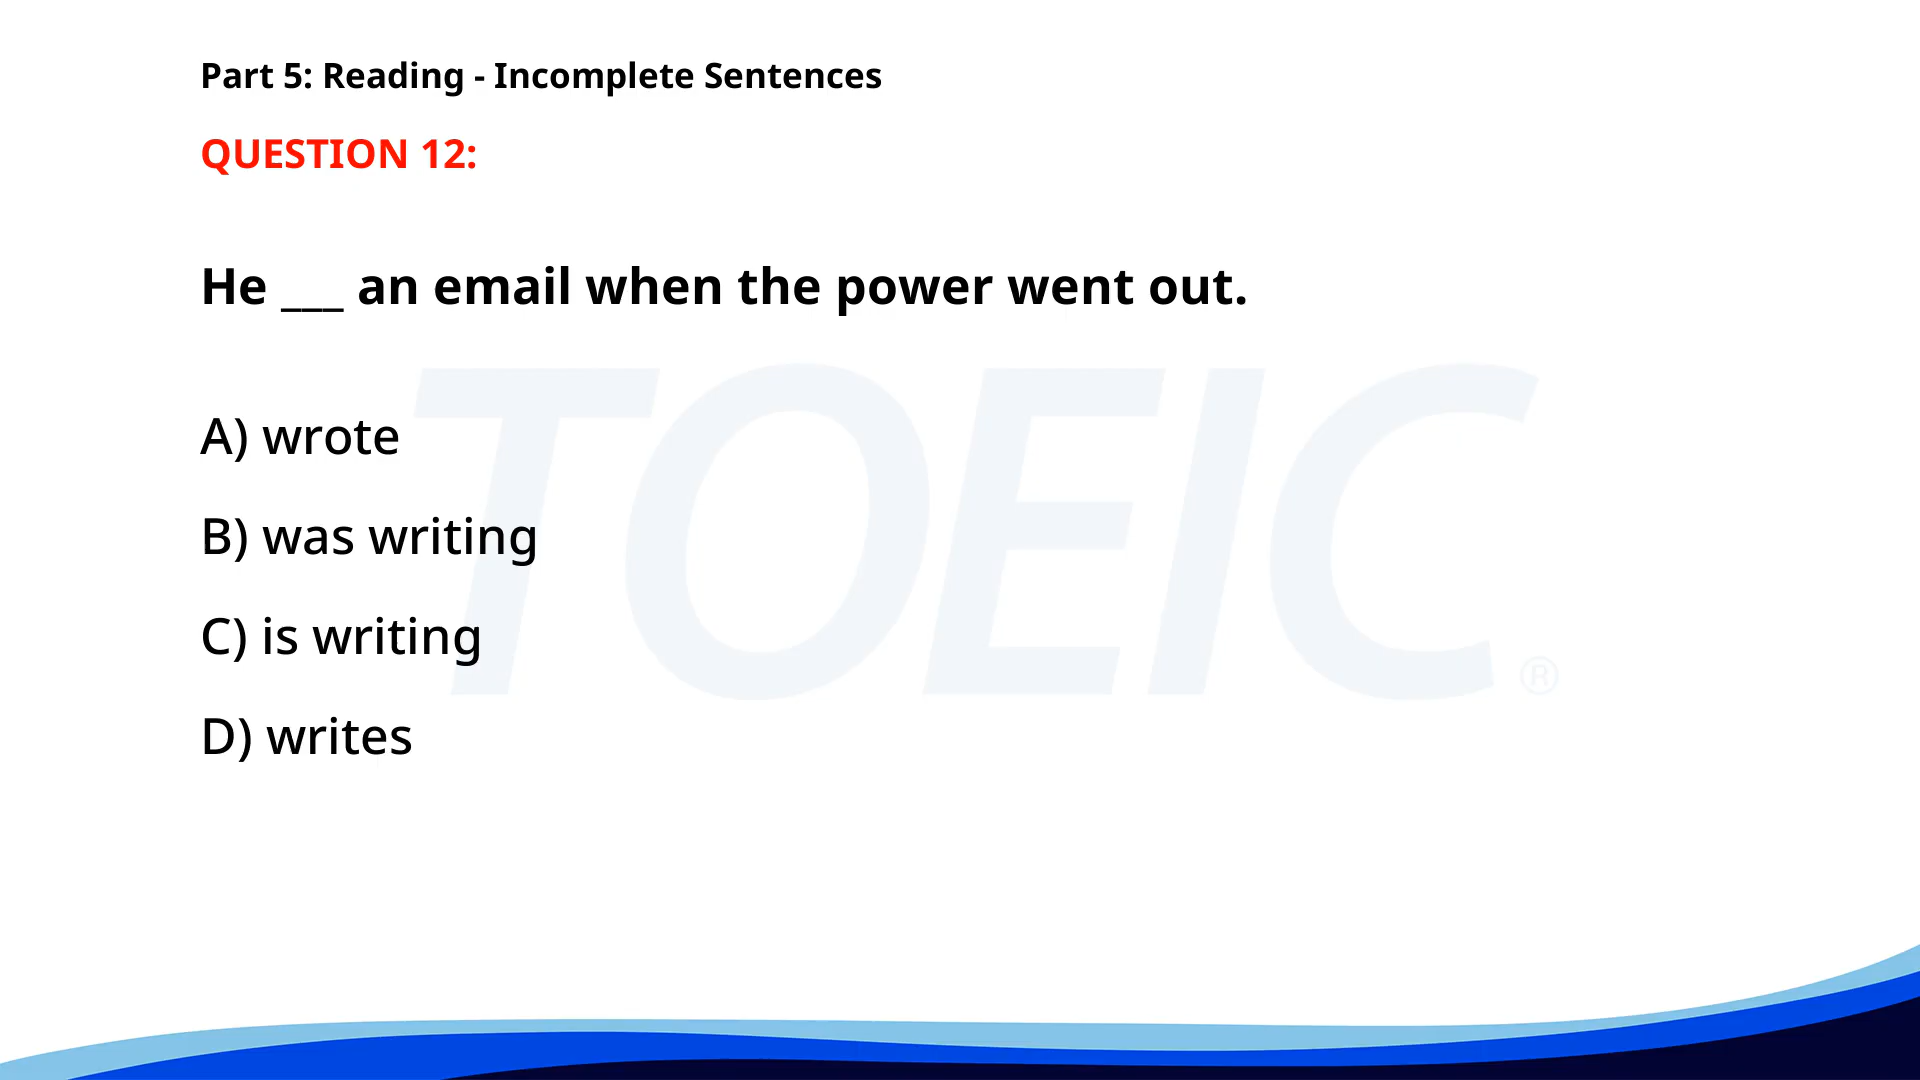 Part 5: Reading - Incomplete Sentences
QUESTION 12:
He ___ an email when the power went out.
TOEIC®
A) wrote
B) was writing
C) is writing
D) writes